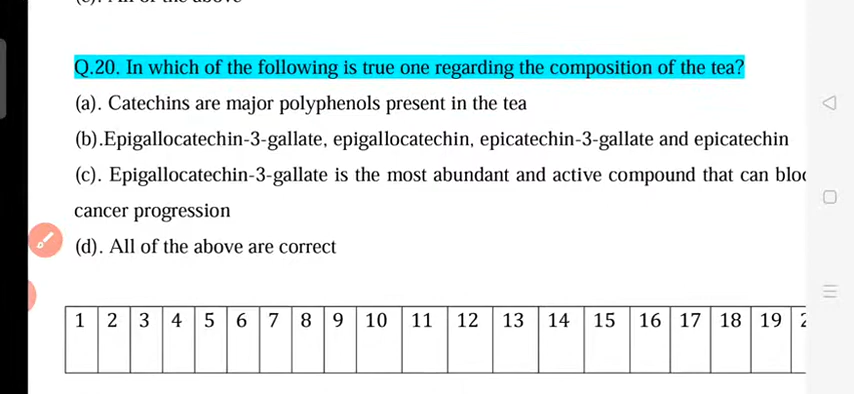 Q.20. In which of the following is true one regarding the composition of the tea?
(a). Catechins are major polyphenols present in the tea
(b).Epigallocatechin-3-gallate, epigallocatechin, epicatechin-3-gallate and epicatechin
(c). Epigallocatechin-3-gallate is the most abundant and active compound that can
cancer progression
(d). All of the above are correct
1 2 3 4 5 6 7 8 9 10 11 12 13 14 15 16 17 18 19